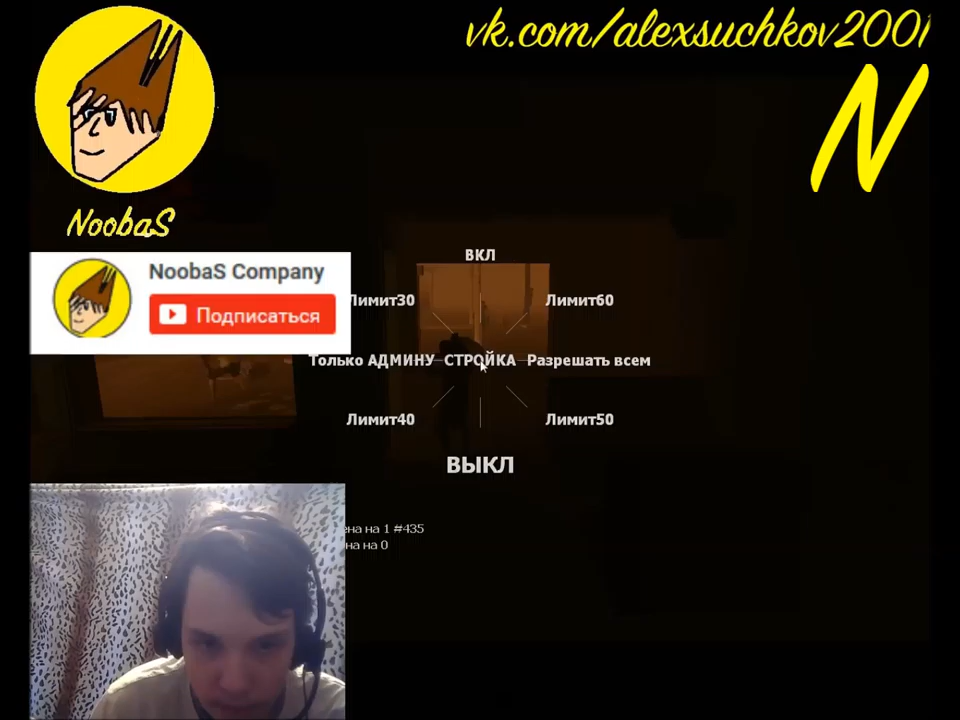 vk.com/alexsuchkov2001
N
NoobaS
NoobaS Company
Подписаться
ВКЛ
Лимит30
Лимит60
Только АДМИНУ
СТРОЙКА
Разрешать всем
Лимит40
Лимит50
ВЫКЛ
на 1 #435
на 0